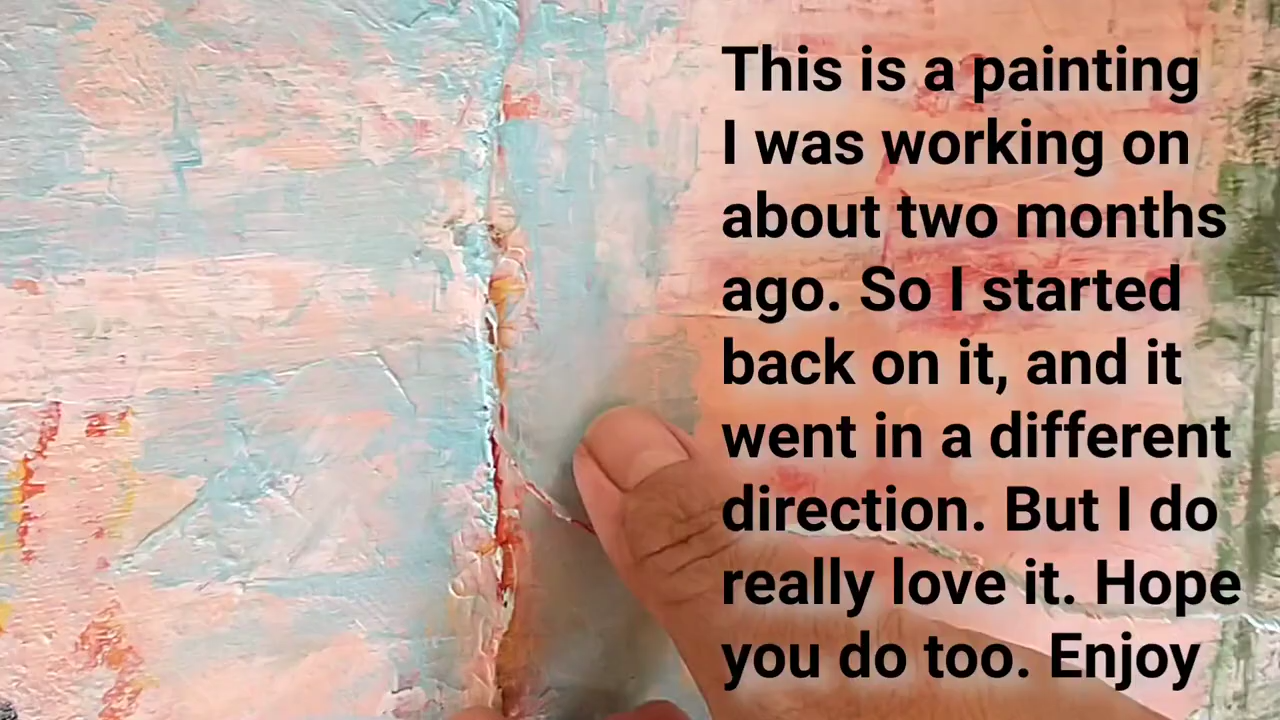 This is a painting
I was working on
about two months
ago. So I started
back on it, and it
went in a different
direction. But I do
really love it. Hope
you do too. Enjoy